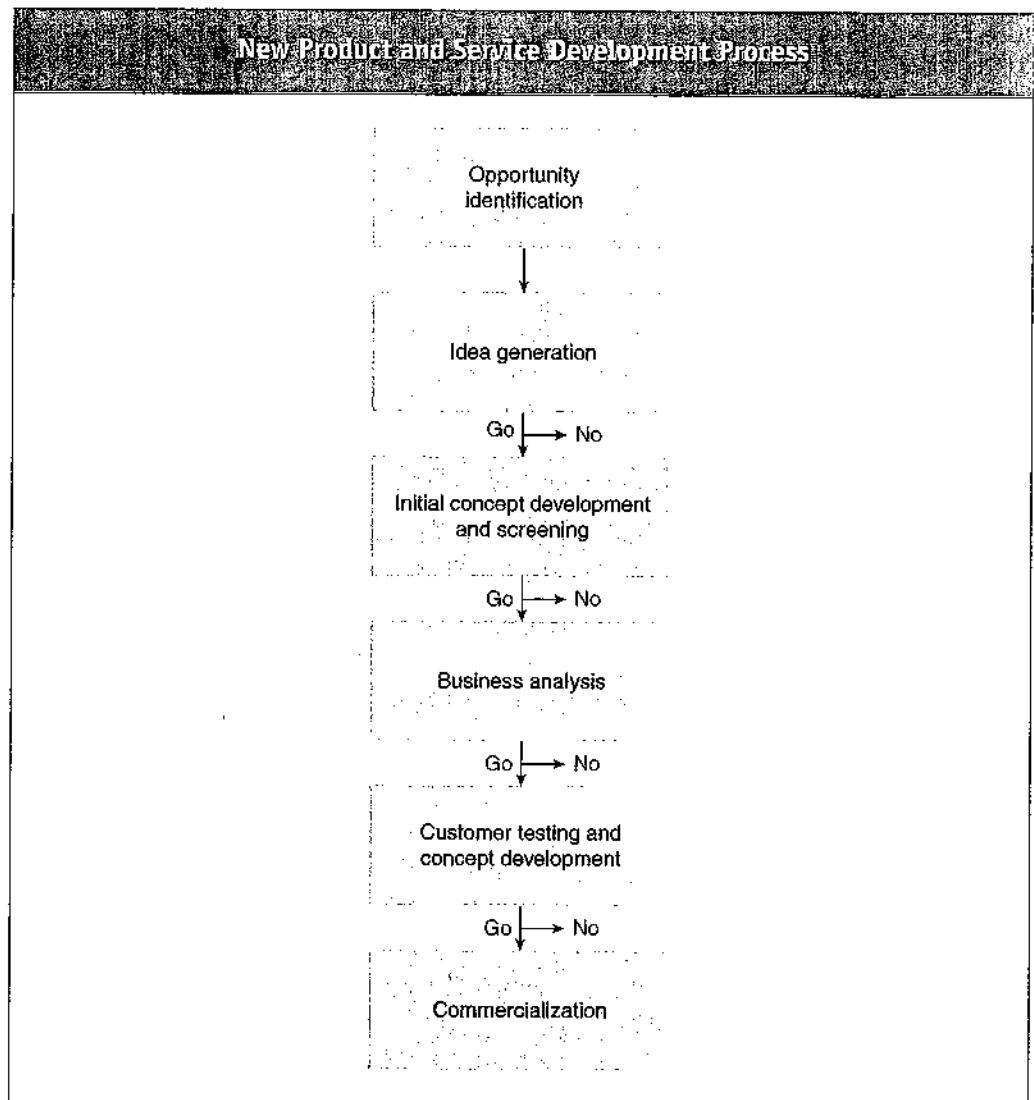 New Product and Service Development Process
Opportunity
identification
Idea generation
Go No
Initial concept development
and screening
Go No
Business analysis
Go No
Customer testing and
concept development
Go No
Commercialization